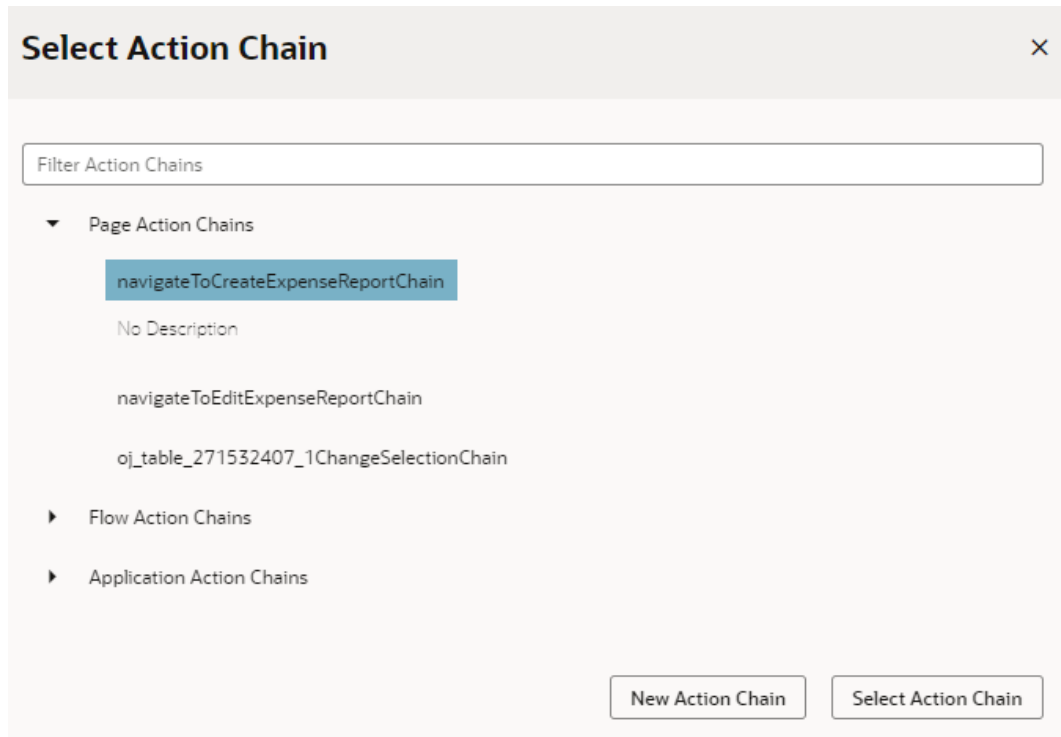 Select Action Chain
Filter Action Chains
Page Action Chains
navigateToCreateExpenseReportChain
No Description
navigateToEditExpenseReportChain
oj_table_271532407_1ChangeSelectionChain
Flow Action Chains
Application Action Chains
New Action Chain
Select Action Chain